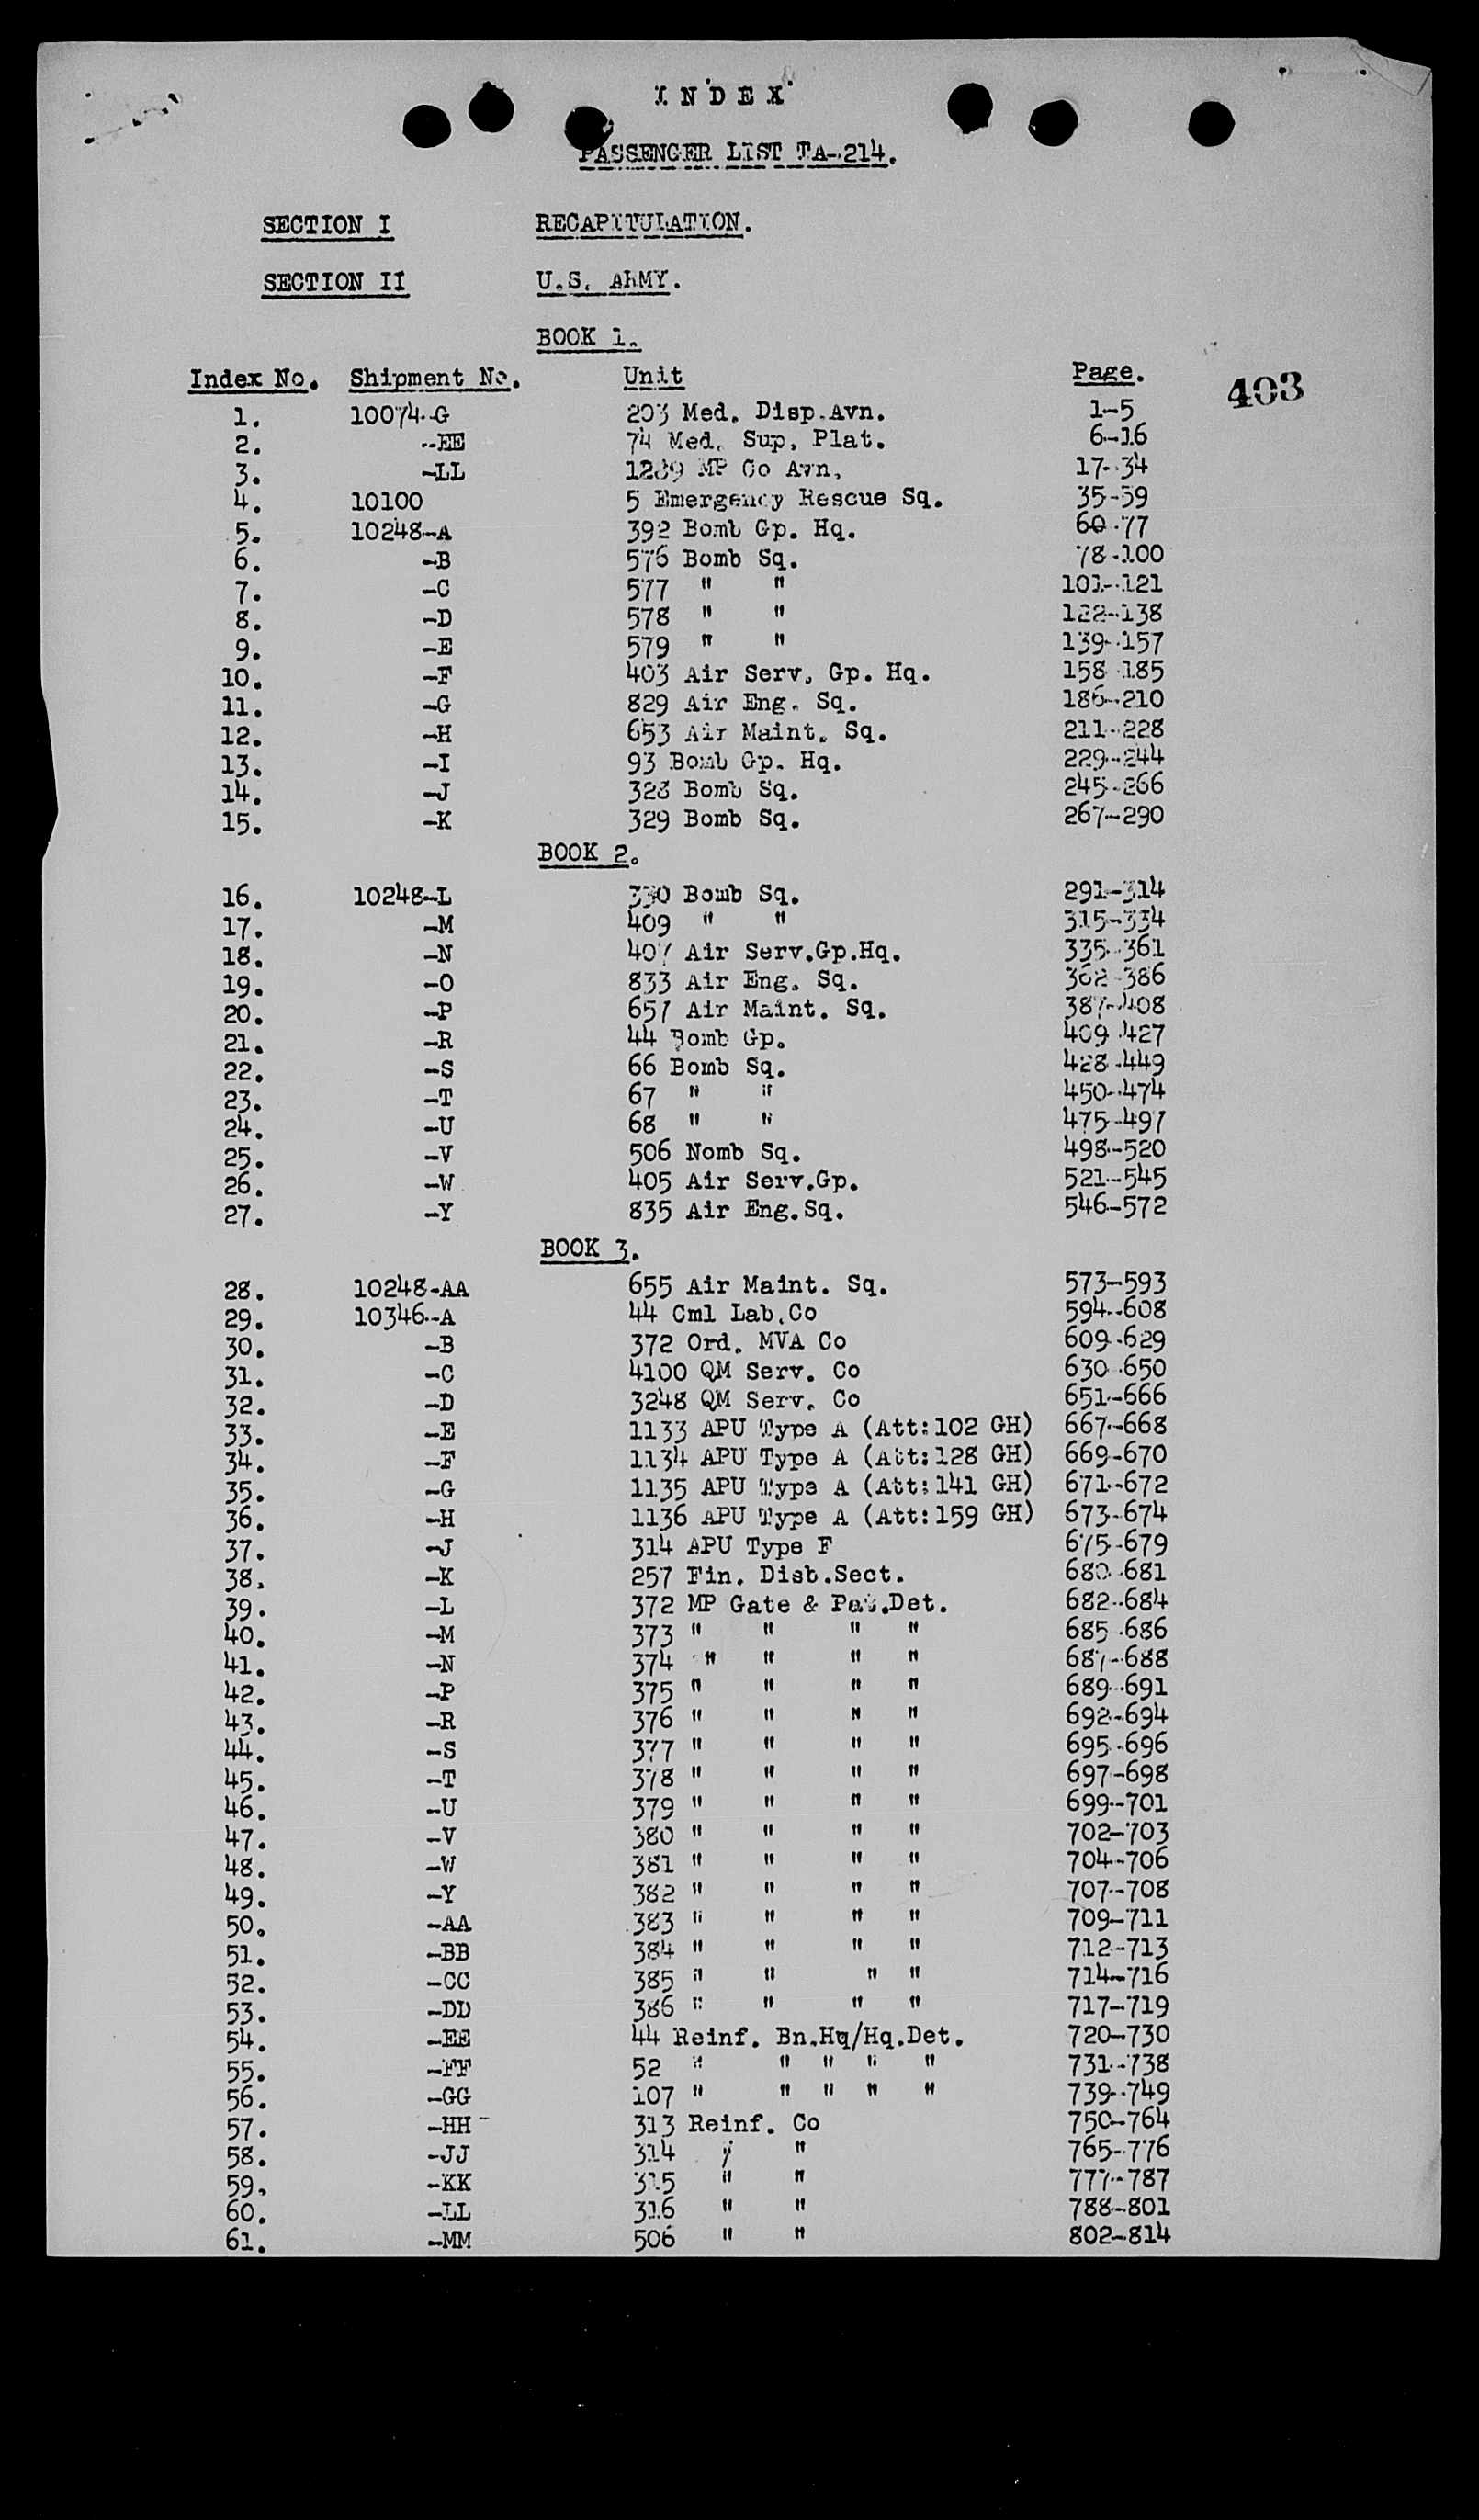 INDEX
PASSENGER LIST TA-214.
SECTION I RECAPITULATION.
SECTION II U.S. ARMY.
BOOK 1.
Index No. Shipment No. Unit Page.
403
1. 10074-G 203 Med. Disp.Avn. 1-5
2. -EE 74 Med. Sup. Plat. 6-16
3. -LL 1289 MP Co Avn. 17-34
4. 10100 5 Emergency Rescue Sq. 35-59
5. 10248-A 392 Bomb Gp. Hq. 60-77
6. -B 576 Bomb Sq. 78-100
7. -C 577 " " 101-121
8. -D 578 " " 122-138
9. -E 579 " " 139-157
10. -F 403 Air Serv. Gp. Hq. 158-185
11. -G 829 Air Eng. Sq. 186-210
12. -H 653 Air Maint. Sq. 211-228
13. -I 93 Bomb Gp. Hq. 229-244
14. -J 328 Bomb Sq. 245-266
15. -K 329 Bomb Sq. 267-290
BOOK 2.
16. 10248-L 330 Bomb Sq. 291-314
17. -M 409 " " 315-334
18. -N 407 Air Serv.Gp.Hq. 335-361
19. -O 833 Air Eng. Sq. 362-386
20. -P 657 Air Maint. Sq. 387-408
21. -R 44 Bomb Gp. 409-427
22. -S 66 Bomb Sq. 428-449
23. -T 67 " " 450-474
24. -U 68 " " 475-497
25. -V 506 Nomb Sq. 498-520
26. -W 405 Air Serv.Gp. 521-545
27. -Y 835 Air Eng.Sq. 546-572
BOOK 3.
28. 10248-AA 655 Air Maint. Sq. 573-593
29. 10346-A 44 Cml Lab.Co 594-608
30. -B 372 Ord. MVA Co 609-629
31. -C 4100 QM Serv. Co 630-650
32. -D 3248 QM Serv. Co 651-666
33. -E 1133 APU Type A (Att:102 GH) 667-668
34. -F 1134 APU Type A (Att:128 GH) 669-670
35. -G 1135 APU Type A (Att:141 GH) 671-672
36. -H 1136 APU Type A (Att:159 GH) 673-674
37. -J 314 APU Type F 675-679
38. -K 257 Fin. Disb.Sect. 680-681
39. -L 372 MP Gate & Pat.Det. 682-684
40. -M 373 " " " " 685-686
41. -N 374 " " " " 687-688
42. -P 375 " " " " 689-691
43. -R 376 " " " " 692-694
44. -S 377 " " " " 695-696
45. -T 378 " " " " 697-698
46. -U 379 " " " " 699-701
47. -V 380 " " " " 702-703
48. -W 381 " " " " 704-706
49. -Y 382 " " " " 707-708
50. -AA 383 " " " " 709-711
51. -BB 384 " " " " 712-713
52. -CC 385 " " " " 714-716
53. -DD 386 " " " " 717-719
54. -EE 44 Reinf. Bn.Hq/Hq.Det. 720-730
55. -FF 52 " " " " " 731-738
56. -GG 107 " " " " " 739-749
57. -HH 313 Reinf. Co 750-764
58. -JJ 314 " " 765-776
59. -KK 315 " " 777-787
60. -LL 316 " " 788-801
61. -MM 506 " " 802-814